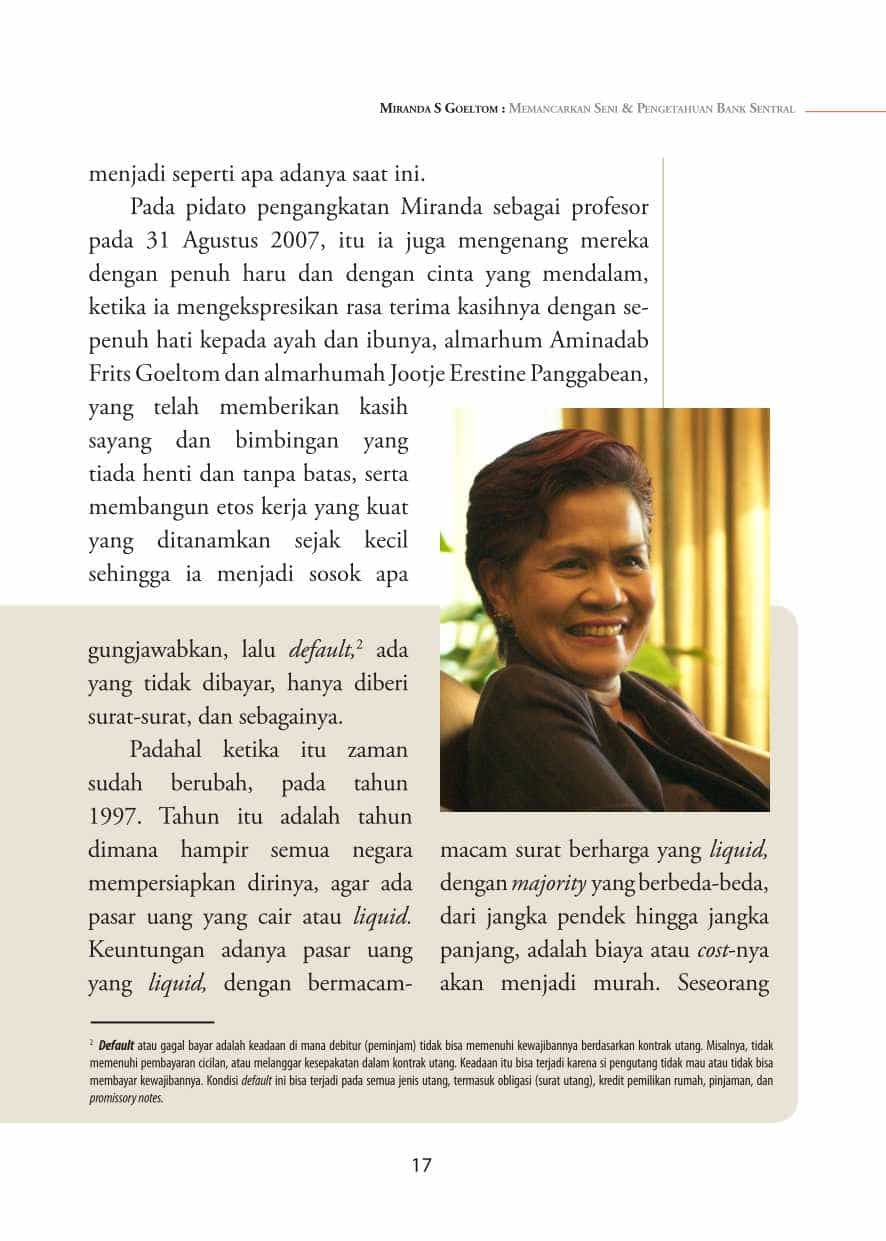 MIRANDA S GOELTOM : MEMANCARKAN SENI & PENGETAHUAN BANK SENTRAL
menjadi seperti apa adanya saat ini.
Pada pidato pengangkatan Miranda sebagai profesor
pada 31 Agustus 2007, itu ia juga mengenang mereka
dengan penuh haru dan dengan cinta yang mendalam,
ketika ia mengekspresikan rasa terima kasihnya dengan se-
penuh hati kepada ayah dan ibunya, almarhum Aminadab
Frits Goeltom dan almarhumah Jootje Erestine Panggabean,
yang telah memberikan kasih
sayang dan bimbingan yang
tiada henti dan tanpa batas, serta
membangun etos kerja yang kuat
yang ditanamkan sejak kecil
sehingga ia menjadi sosok apa
gungjawabkan, lalu default,2 ada
yang tidak dibayar, hanya diberi
surat-surat, dan sebagainya.
Padahal ketika itu zaman
sudah berubah, pada tahun
1997. Tahun itu adalah tahun
dimana hampir semua negara
mempersiapkan dirinya, agar ada
pasar uang yang cair atau liquid.
Keuntungan adanya pasar uang
yang liquid, dengan bermacam-
macam surat berharga yang liquid,
dengan majority yang berbeda-beda,
dari jangka pendek hingga jangka
panjang, adalah biaya atau cost-nya
akan menjadi murah. Seseorang
2 Default atau gagal bayar adalah keadaan di mana debitur (peminjam) tidak bisa memenuhi kewajibannya berdasarkan kontrak utang. Misalnya, tidak
memenuhi pembayaran cicilan, atau melanggar kesepakatan dalam kontrak utang. Keadaan itu bisa terjadi karena si pengutang tidak mau atau tidak bisa
membayar kewajibannya. Kondisi default ini bisa terjadi pada semua jenis utang, termasuk obligasi (surat utang), kredit pemilikan rumah, pinjaman, dan
promissory notes.
17